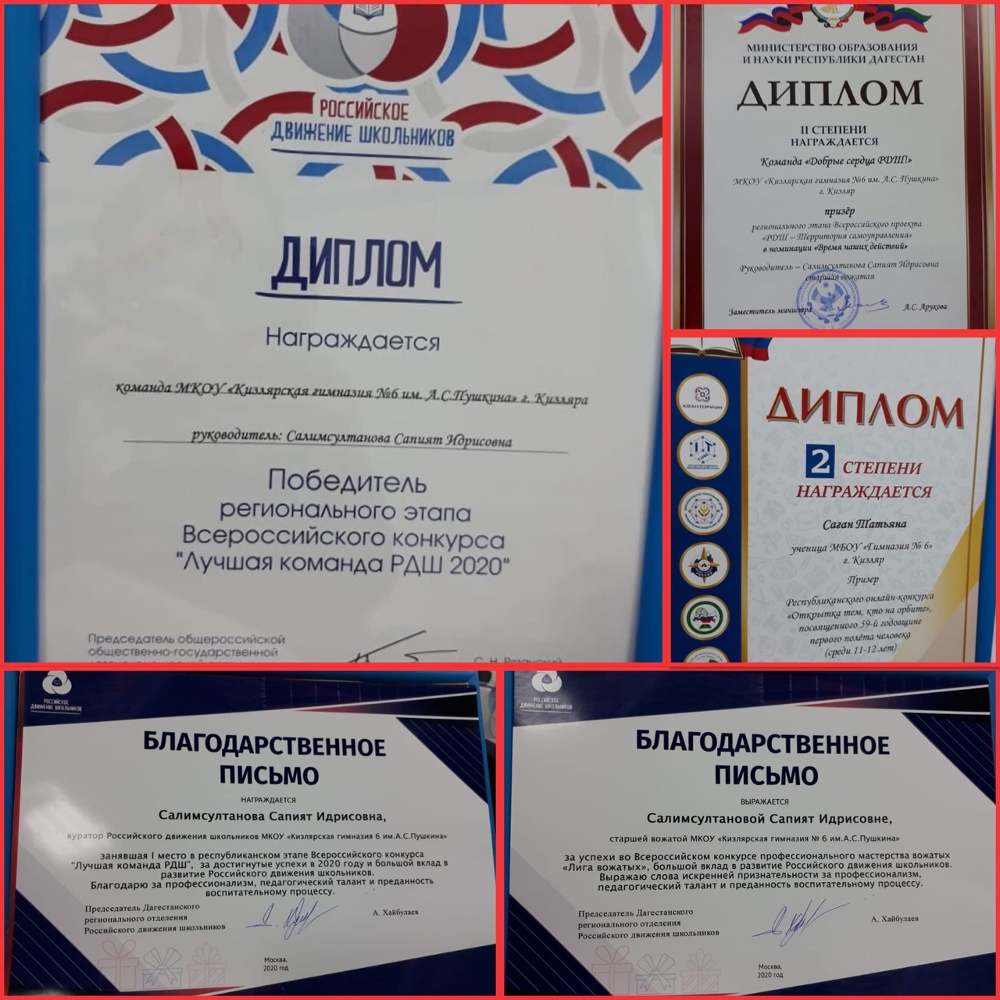 РОССИЙСКОЕ
ДВИЖЕНИЕ ШКОЛЬНИКОВ
ДИПЛОМ
Награждается
команда МКОУ «Кизлярская гимназия №6 им. А.С.Пушкина» г. Кизляра
руководитель: Салимсултанова Сапият Идрисовна
Победитель
регионального этапа
Всероссийского конкурса
"Лучшая команда РДШ 2020"
Председатель общероссийской
общественно-государственной
С. Н. Рязанский
МИНИСТЕРСТВО ОБРАЗОВАНИЯ
И НАУКИ РЕСПУБЛИКИ ДАГЕСТАН
ДИПЛОМ
II СТЕПЕНИ
НАГРАЖДАЕТСЯ
Команда «Добрые сердца РДШ!»
МКОУ «Кизлярская гимназия №6 им. А.С. Пушкина»
г. Кизляр
призёр
регионального этапа Всероссийского проекта
«РДШ – Территория самоуправления»
в номинации «Время наших действий»
Руководитель – Салимсултанова Сапият Идрисовна
старшая вожатая
Заместитель министра А.С. Арухова
КВАНТОРИУМ
ДИПЛОМ
2 СТЕПЕНИ
НАГРАЖДАЕТСЯ
Саган Татьяна
ученица МБОУ «Гимназия № 6»
г. Кизляр
Призер
Республиканского онлайн-конкурса
«Открытка тем, кто на орбите»,
посвященного 59-й годовщине
первого полёта человека
(среди 11-12 лет)
РОССИЙСКОЕ
ДВИЖЕНИЕ ШКОЛЬНИКОВ
БЛАГОДАРСТВЕННОЕ
ПИСЬМО
НАГРАЖДАЕТСЯ
Салимсултанова Сапият Идрисовна,
куратор Российского движения школьников МКОУ «Кизлярская гимназия 6 им.А.С.Пушкина»
занявшая I место в республиканском этапе Всероссийского конкурса
"Лучшая команда РДШ", за достигнутые успехи в 2020 году и большой вклад в
развитие Российского движения школьников.
Благодарю за профессионализм, педагогический талант и преданность
воспитательному процессу.
Председатель Дагестанского
регионального отделения
Российского движения школьников
А. Хайбулаев
Москва,
2020 год
РОССИЙСКОЕ
ДВИЖЕНИЕ ШКОЛЬНИКОВ
БЛАГОДАРСТВЕННОЕ
ПИСЬМО
ВЫРАЖАЕТСЯ
Салимсултановой Сапият Идрисовне,
старшей вожатой МКОУ «Кизлярская гимназия № 6 им.А.С.Пушкина»
за успехи во Всероссийском конкурсе профессионального мастерства вожатых
«Лига вожатых», большой вклад в развитие Российского движения школьников.
Выражаю слова искренней признательности за профессионализм,
педагогический талант и преданность воспитательному процессу.
Председатель Дагестанского
регионального отделения
Российского движения школьников
А. Хайбулаев
Москва,
2020 год